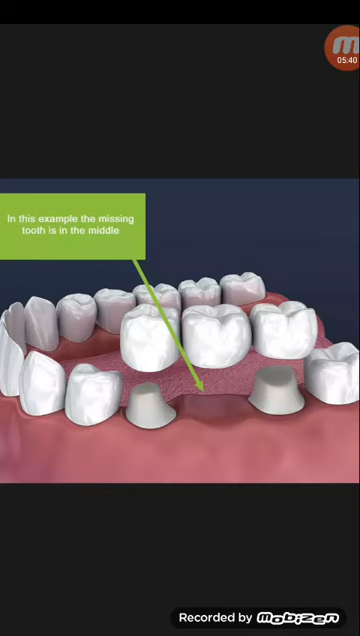 05:40
In this example the missing
tooth is in the middle
Recorded by Mobizen